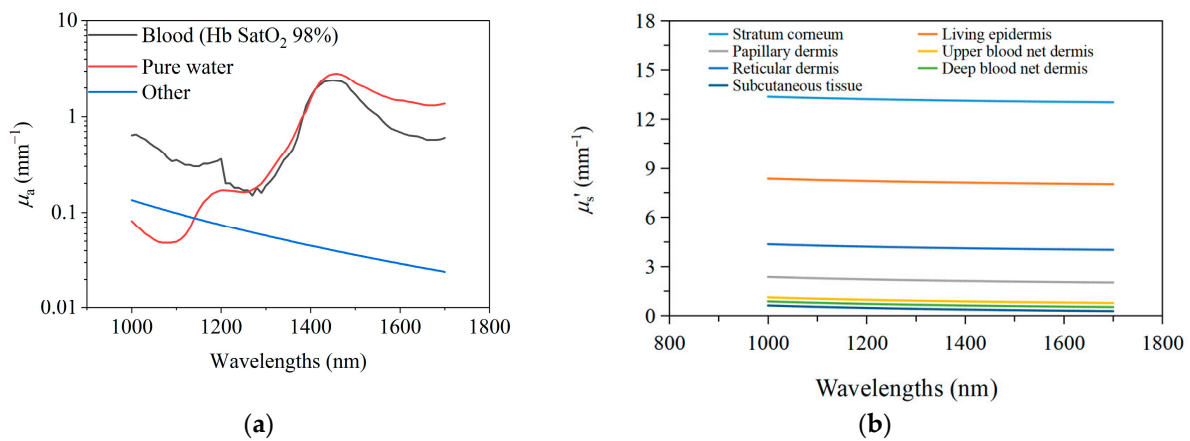 10
1
0.1
0.01
μa (mm−1)
Blood (Hb SatO2 98%)
Pure water
Other
1000 1200 1400 1600 1800
Wavelengths (nm)
(a)
18
15
12
9
6
3
0
μs' (mm−1)
Stratum corneum Living epidermis
Papillary dermis Upper blood net dermis
Reticular dermis Deep blood net dermis
Subcutaneous tissue
800 1000 1200 1400 1600 1800
Wavelengths (nm)
(b)